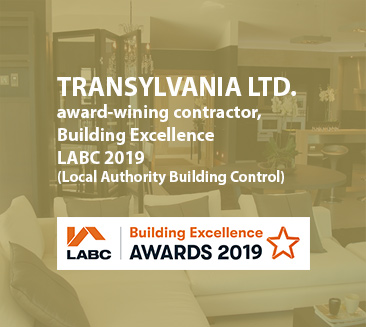 TRANSYLVANIA LTD.
award-wining contractor,
Building Excellence
LABC 2019
(Local Authority Building Control)
LABC
Building Excellence
AWARDS 2019